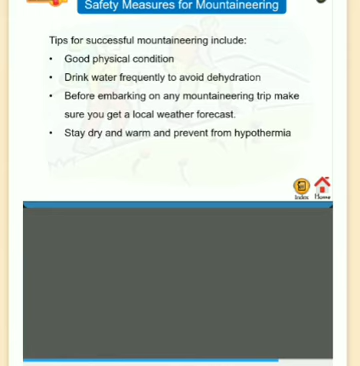 Safety Measures for Mountaineering
Tips for successful mountaineering include:
• Good physical condition
• Drink water frequently to avoid dehydration
• Before embarking on any mountaineering trip make
sure you get a local weather forecast.
• Stay dry and warm and prevent from hypothermia
Index Home